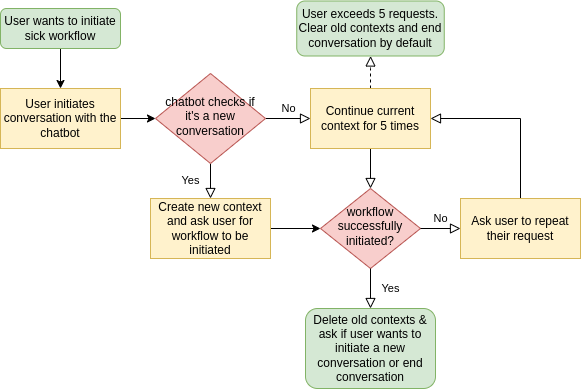 User wants to initiate
sick workflow
User exceeds 5 requests.
Clear old contexts and end
conversation by default
User initiates
conversation with the
chatbot
chatbot checks if
it's a new
conversation
No
Continue current
context for 5 times
Yes
Create new context
and ask user for
workflow to be
initiated
workflow
successfully
initiated?
No
Ask user to repeat
their request
Yes
Delete old contexts &
ask if user wants to
initiate a new
conversation or end
conversation